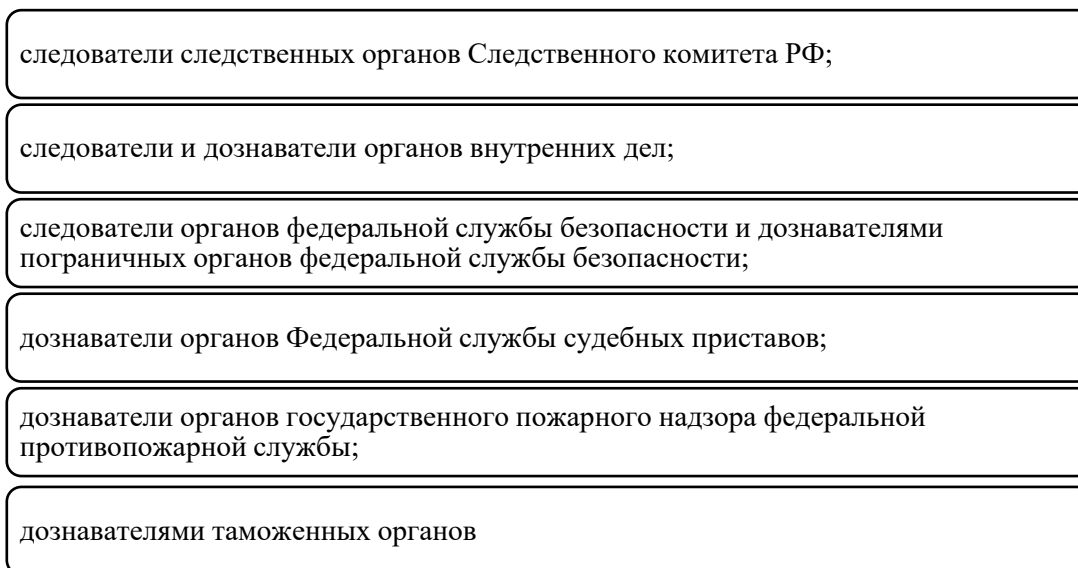 следователи следственных органов Следственного комитета РФ;
следователи и дознаватели органов внутренних дел;
следователи органов федеральной службы безопасности и дознавателями
пограничных органов федеральной службы безопасности;
дознаватели органов Федеральной службы судебных приставов;
дознаватели органов государственного пожарного надзора федеральной
противопожарной службы;
дознавателями таможенных органов